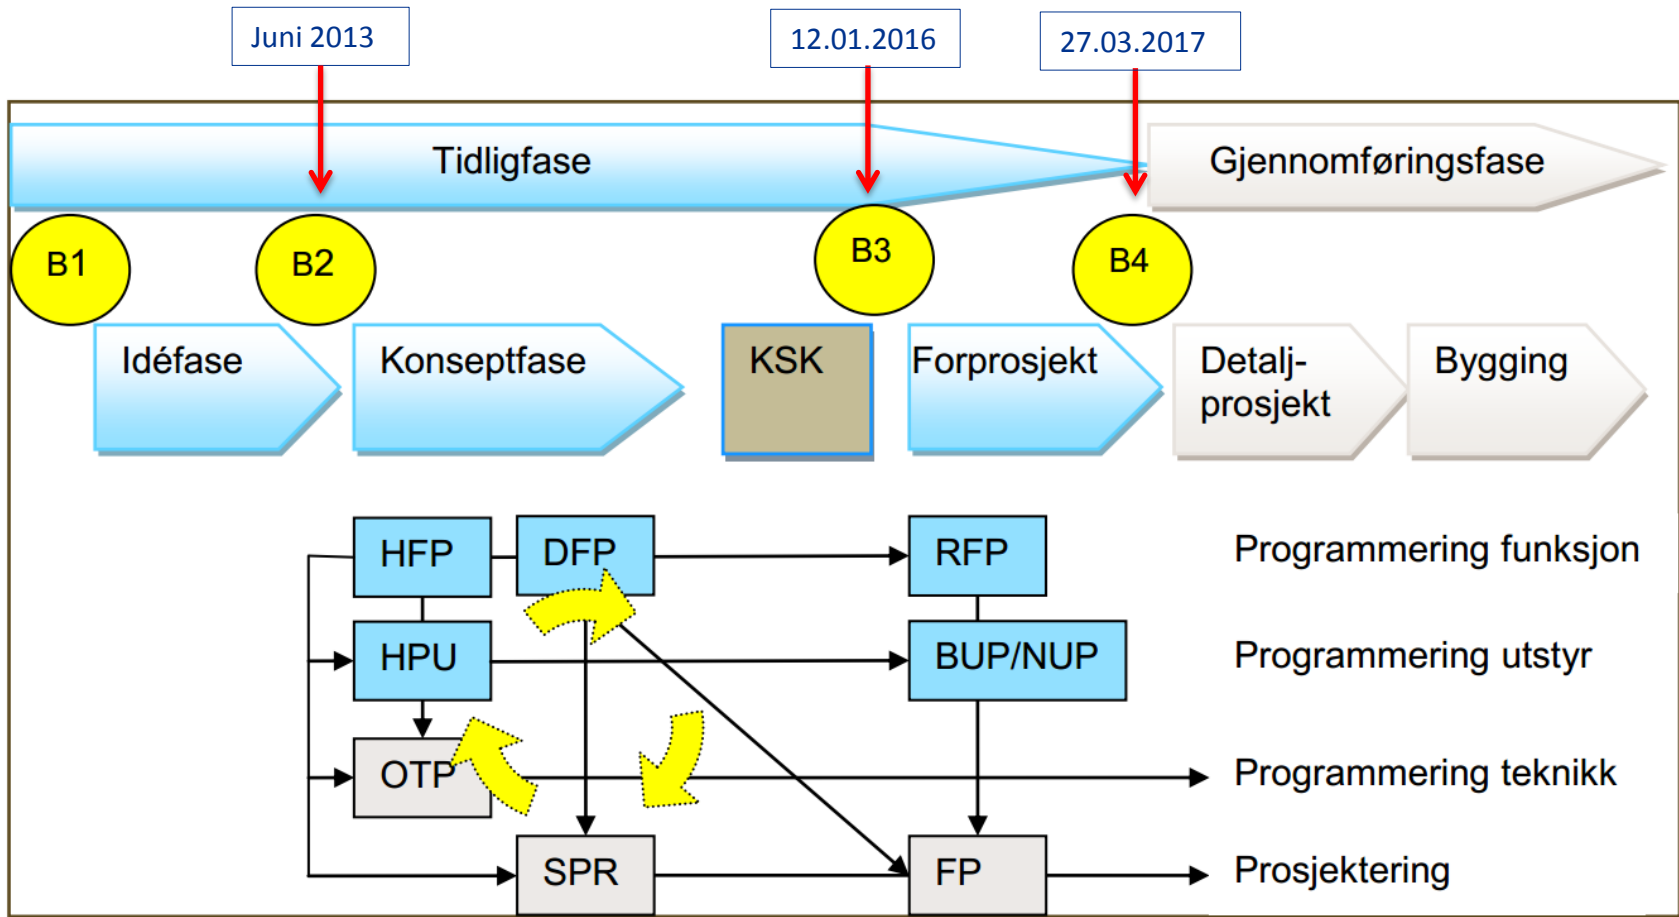 Juni 2013
12.01.2016
27.03.2017
Tidligfase
Gjennomføringsfase
B1
B2
B3
B4
Idéfase
Konseptfase
KSK
Forprosjekt
Detalj-
prosjekt
Bygging
HFP
DFP
RFP
Programmering funksjon
HPU
BUP/NUP
Programmering utstyr
OTP
Programmering teknikk
SPR
FP
Prosjektering